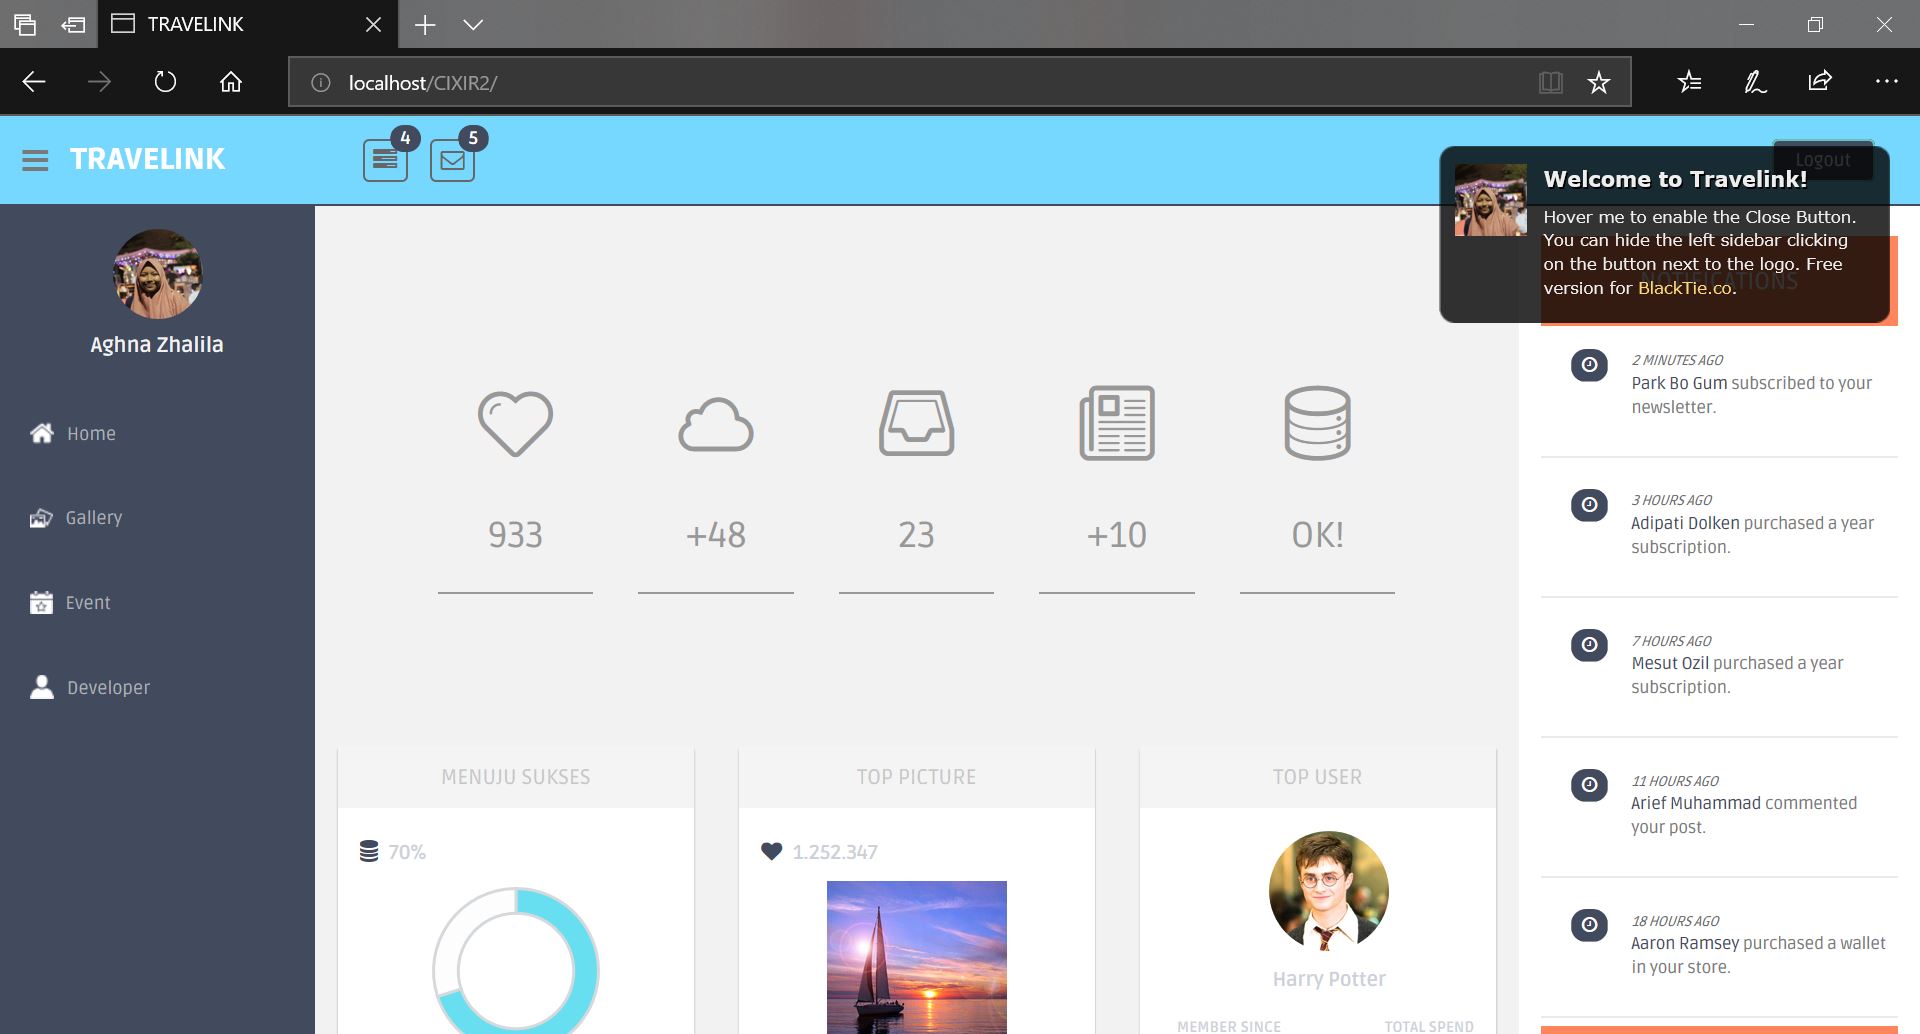 TRAVELINK
localhost/CIXIR2/
TRAVELINK
4
5
Logout
Welcome to Travelink!
Hover me to enable the Close Button.
You can hide the left sidebar clicking
on the button next to the logo. Free
version for BlackTie.co.
NOTIFICATIONS
Aghna Zhalila
Home
Gallery
Event
Developer
933
+48
23
+10
OK!
MENUJU SUKSES
70%
TOP PICTURE
1.252.347
TOP USER
Harry Potter
MEMBER SINCE
TOTAL SPEND
2 MINUTES AGO
Park Bo Gum subscribed to your
newsletter.
3 HOURS AGO
Adipati Dolken purchased a year
subscription.
7 HOURS AGO
Mesut Ozil purchased a year
subscription.
11 HOURS AGO
Arief Muhammad commented
your post.
18 HOURS AGO
Aaron Ramsey purchased a wallet
in your store.